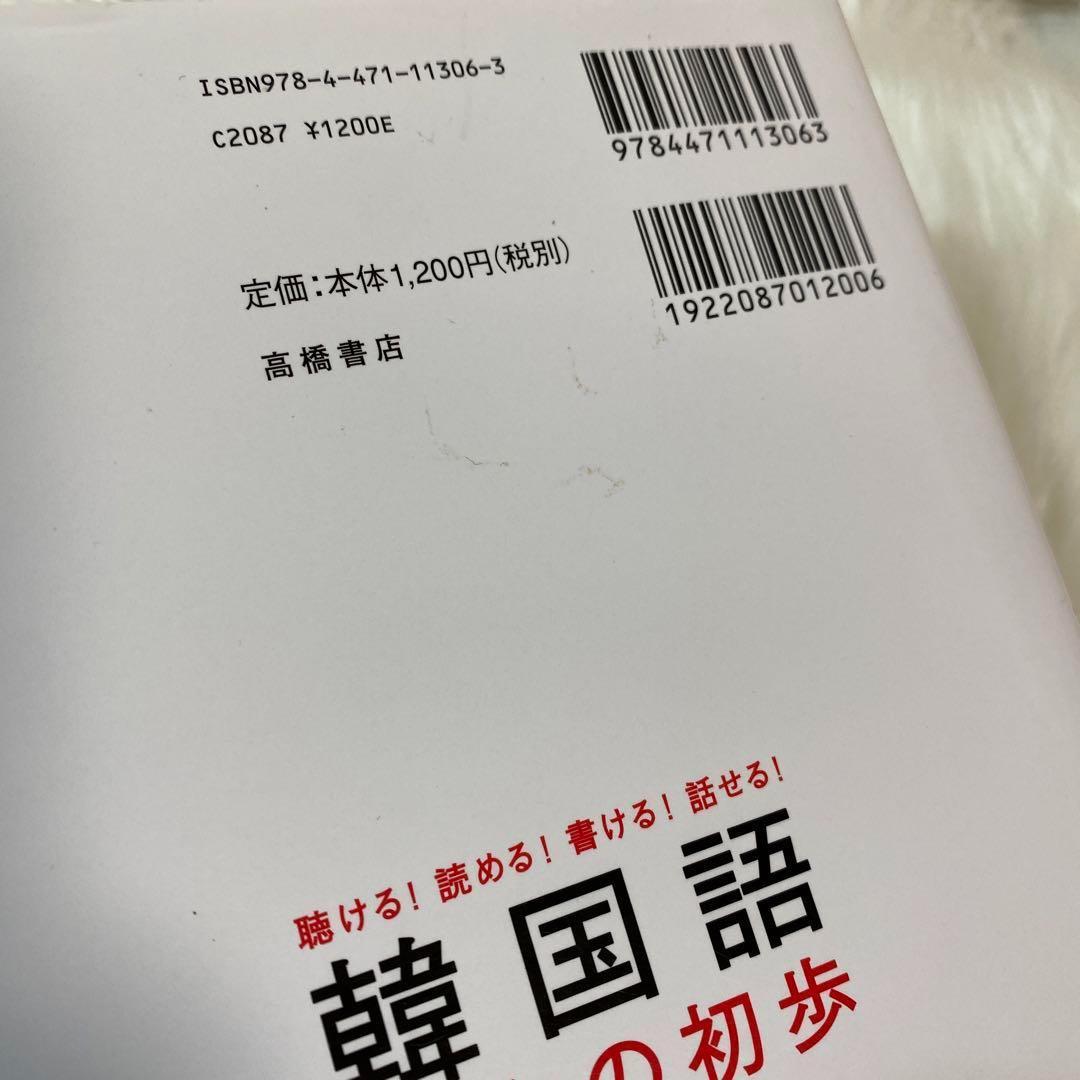 ISBN978-4-471-11306-3
C2087 ¥1200E
9784471113063
定価:本体1,200円(税別)
1922087012006
高橋書店
聴ける!読める!書ける!話せる!
韓国語
の初歩